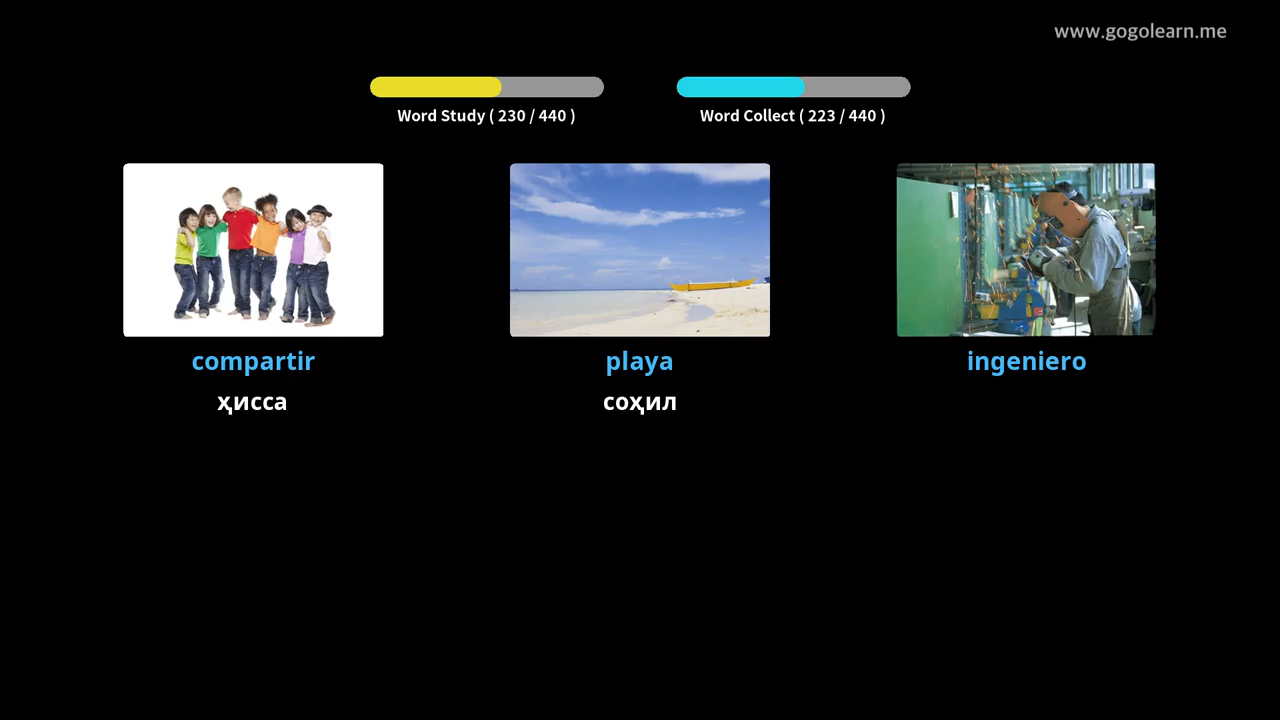 www.gogolearn.me
Word Study ( 230 / 440 )
Word Collect ( 223 / 440 )
compartir
ҳисса
playa
соҳил
ingeniero